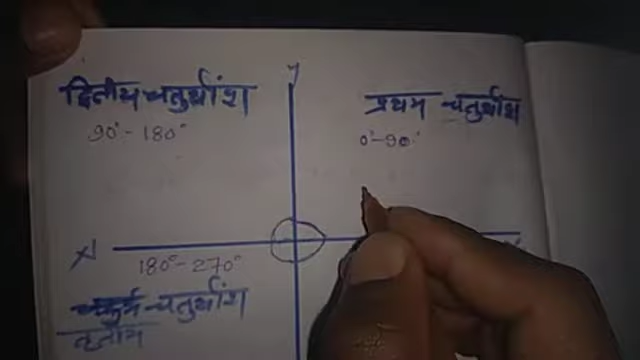 y
द्वितीय चतुर्थांश
प्रथम चतुर्थांश
90° - 180°
0° - 90°
x'
180° - 270°
चतुर्थांश
तृतीय